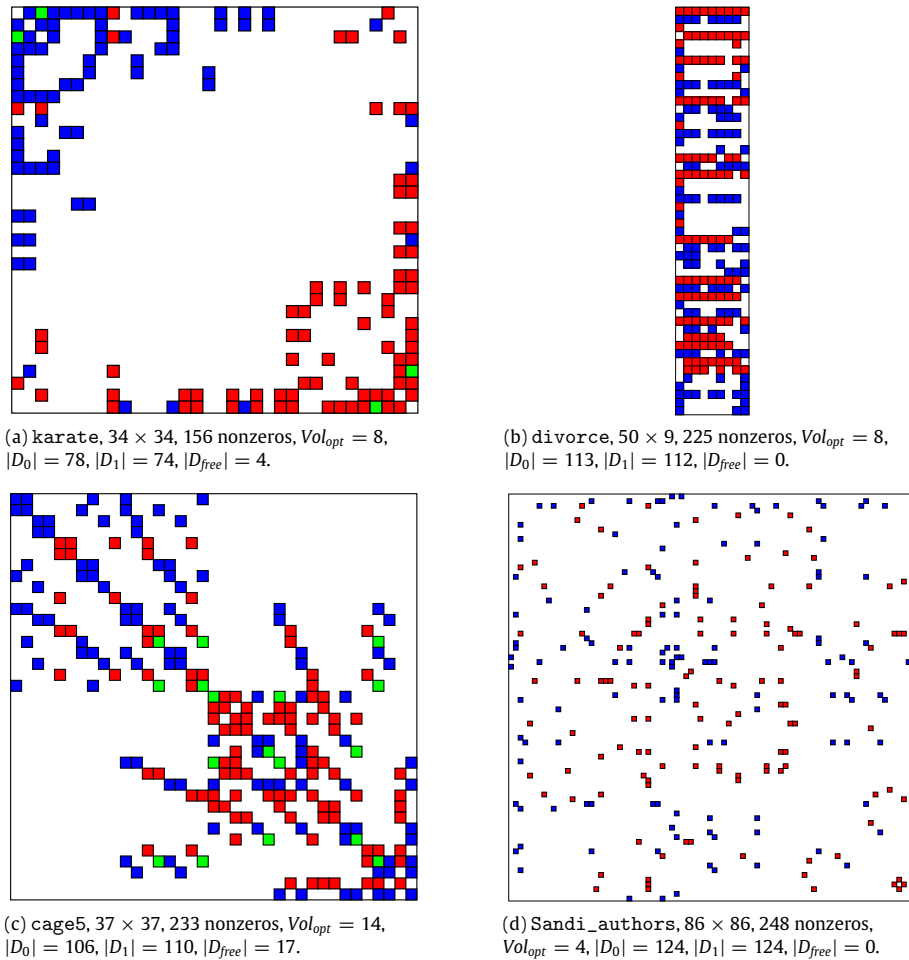 (a) karate, 34 × 34, 156 nonzeros, Vol_opt = 8,
|D_0| = 78, |D_1| = 74, |D_free| = 4.
(b) divorce, 50 × 9, 225 nonzeros, Vol_opt = 8,
|D_0| = 113, |D_1| = 112, |D_free| = 0.
(c) cage5, 37 × 37, 233 nonzeros, Vol_opt = 14,
|D_0| = 106, |D_1| = 110, |D_free| = 17.
(d) Sandi_authors, 86 × 86, 248 nonzeros,
Vol_opt = 4, |D_0| = 124, |D_1| = 124, |D_free| = 0.